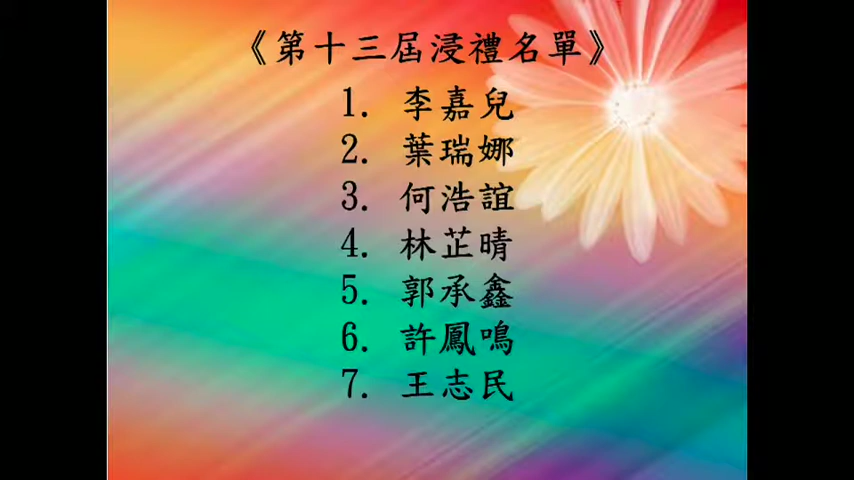 《第十三屆浸禮名單》
1. 李嘉兒
2. 葉瑞娜
3. 何浩誼
4. 林芷晴
5. 郭承鑫
6. 許鳳鳴
7. 王志民